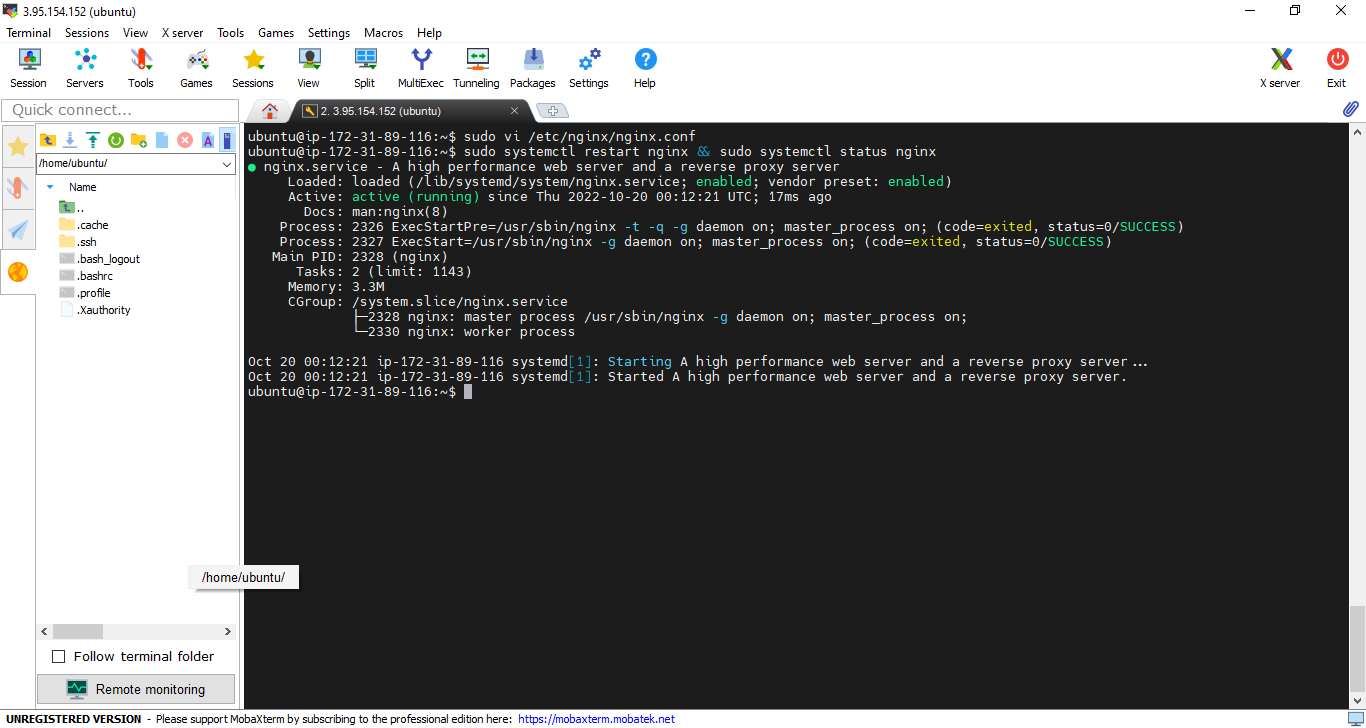 3.95.154.152 (ubuntu)
Terminal Sessions View X server Tools Games Settings Macros Help
Session Servers Tools Games Sessions View Split MultiExec Tunneling Packages Settings Help X server Exit
Quick connect...
2. 3.95.154.152 (ubuntu)
/home/ubuntu/
Name
..
.cache
.ssh
.bash_logout
.bashrc
.profile
.Xauthority
/home/ubuntu/
Follow terminal folder
Remote monitoring
ubuntu@ip-172-31-89-116:~$ sudo vi /etc/nginx/nginx.conf
ubuntu@ip-172-31-89-116:~$ sudo systemctl restart nginx && sudo systemctl status nginx
● nginx.service - A high performance web server and a reverse proxy server
Loaded: loaded (/lib/systemd/system/nginx.service; enabled; vendor preset: enabled)
Active: active (running) since Thu 2022-10-20 00:12:21 UTC; 17ms ago
Docs: man:nginx(8)
Process: 2326 ExecStartPre=/usr/sbin/nginx -t -q -g daemon on; master_process on; (code=exited, status=0/SUCCESS)
Process: 2327 ExecStart=/usr/sbin/nginx -g daemon on; master_process on; (code=exited, status=0/SUCCESS)
Main PID: 2328 (nginx)
Tasks: 2 (limit: 1143)
Memory: 3.3M
CGroup: /system.slice/nginx.service
├─2328 nginx: master process /usr/sbin/nginx -g daemon on; master_process on;
└─2330 nginx: worker process
Oct 20 00:12:21 ip-172-31-89-116 systemd[1]: Starting A high performance web server and a reverse proxy server...
Oct 20 00:12:21 ip-172-31-89-116 systemd[1]: Started A high performance web server and a reverse proxy server.
ubuntu@ip-172-31-89-116:~$
UNREGISTERED VERSION - Please support MobaXterm by subscribing to the professional edition here: https://mobaxterm.mobatek.net